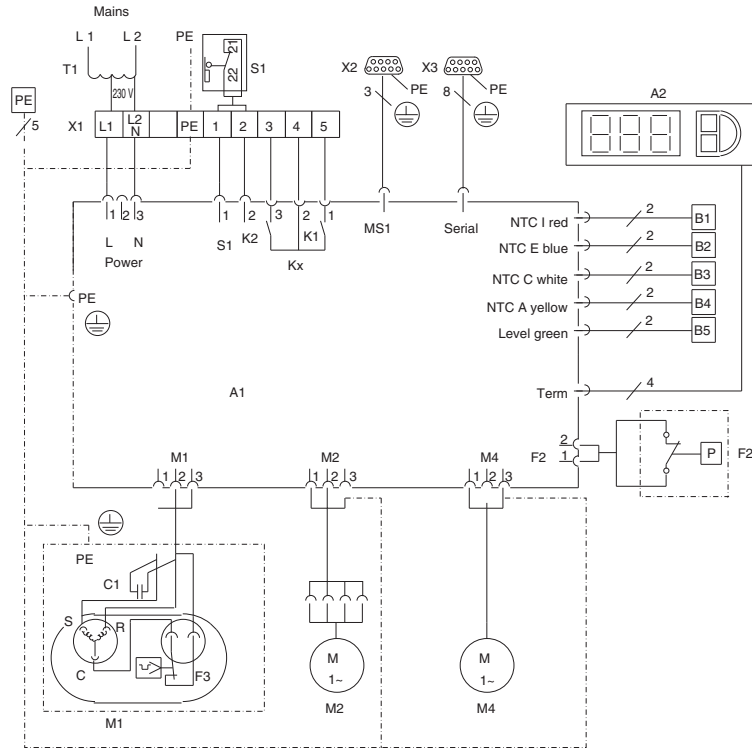 Mains
L 1 L 2 PE
T1
230 V
21
22
S1
X2 X3
PE PE
3 8
A2
PE
5
X1 L1 L2 N PE 1 2 3 4 5
1 2 3 1 2 3 2 1
L N
Power
S1 K2 K1
Kx
MS1 Serial
NTC I red 2 B1
NTC E blue 2 B2
NTC C white 2 B3
NTC A yellow 2 B4
Level green 2 B5
PE
A1
Term 4
F2 2 1
P F2
M1 M2 M4
1 2 3 1 2 3 1 2 3
PE
C1
S R
C F3
M 1~
M 1~
M1 M2 M4